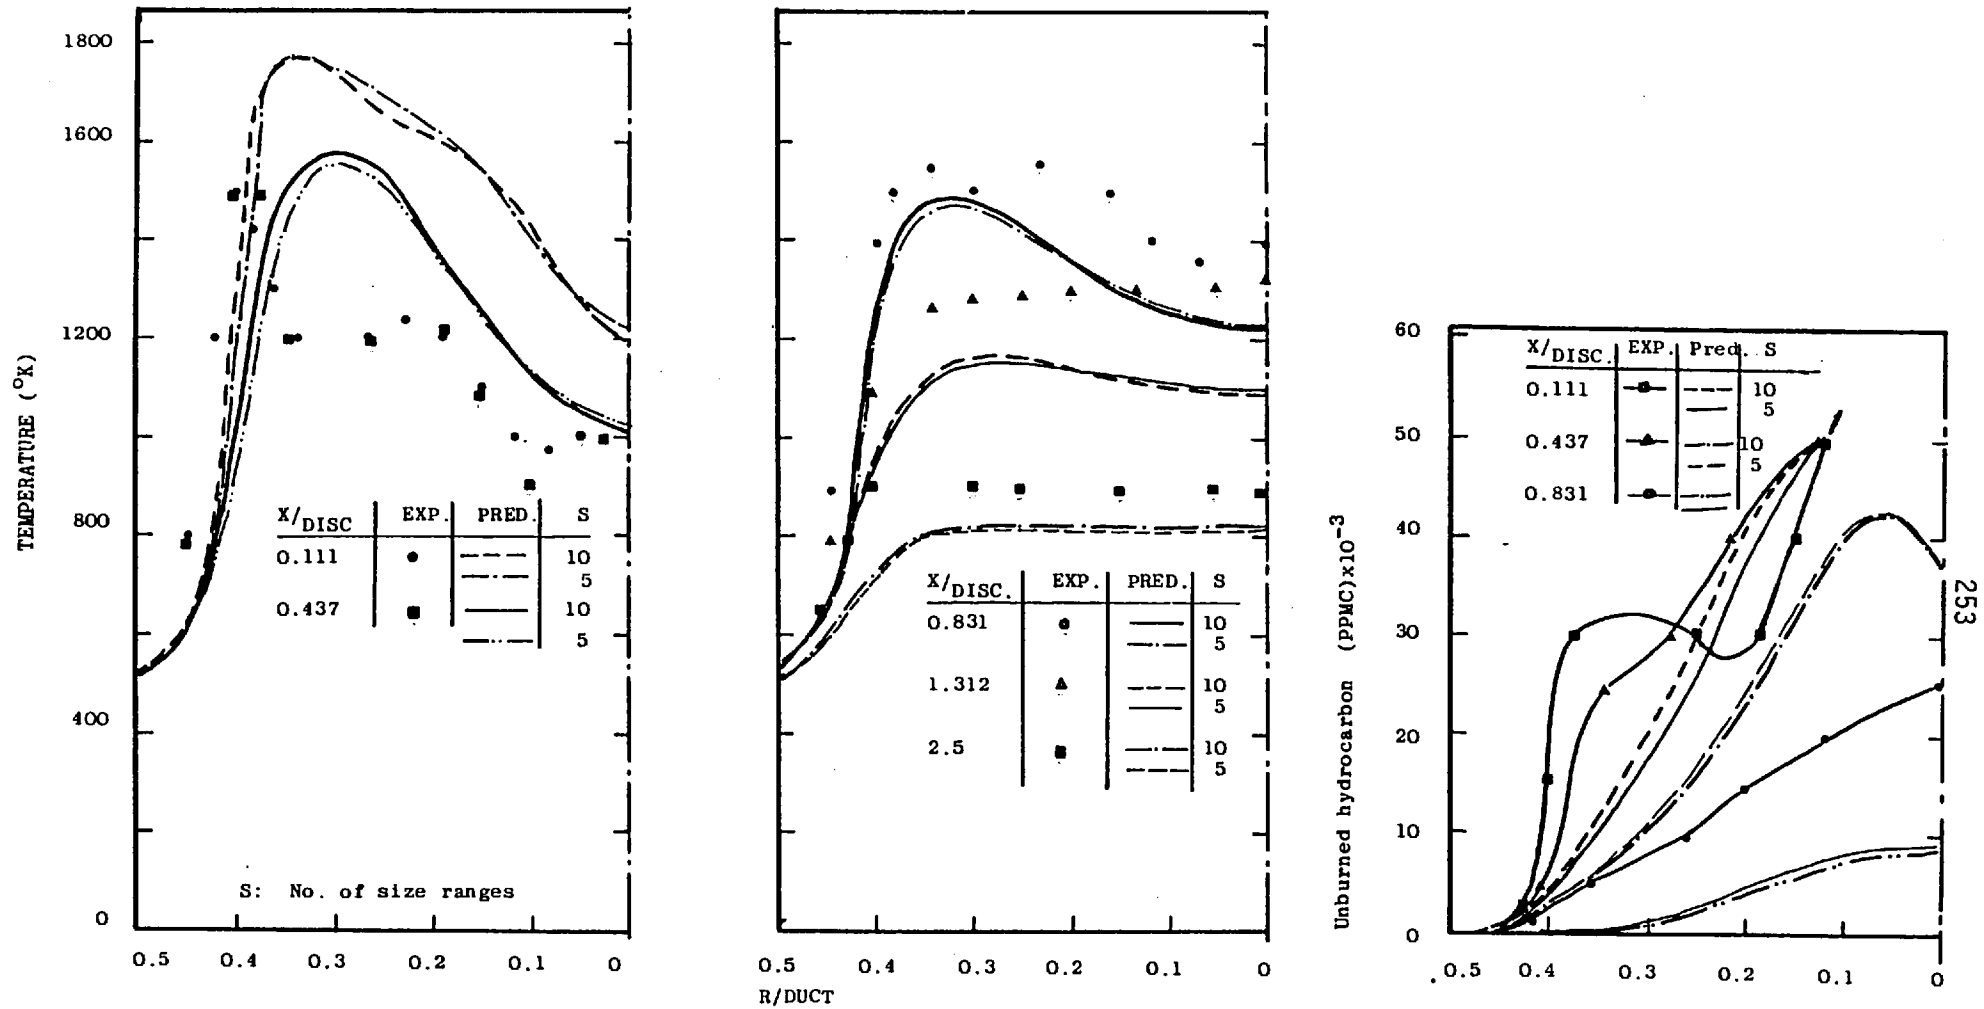 1800
1600
1200
800
400
0
TEMPERATURE (°K)
X/DISC EXP. PRED. S
0.111 10
5
0.437 10
5
S: No. of size ranges
0.5 0.4 0.3 0.2 0.1 0
X/DISC. EXP. PRED. S
0.831 10
5
1.312 10
5
2.5 10
5
0.5 0.4 0.3 0.2 0.1 0
R/DUCT
60
50
40
30
20
10
0
Unburned hydrocarbon (PPMC)x10⁻³
X/DISC. EXP. Pred. S
0.111 10
5
0.437 10
5
0.831
.0.5 0.4 0.3 0.2 0.1 0
253